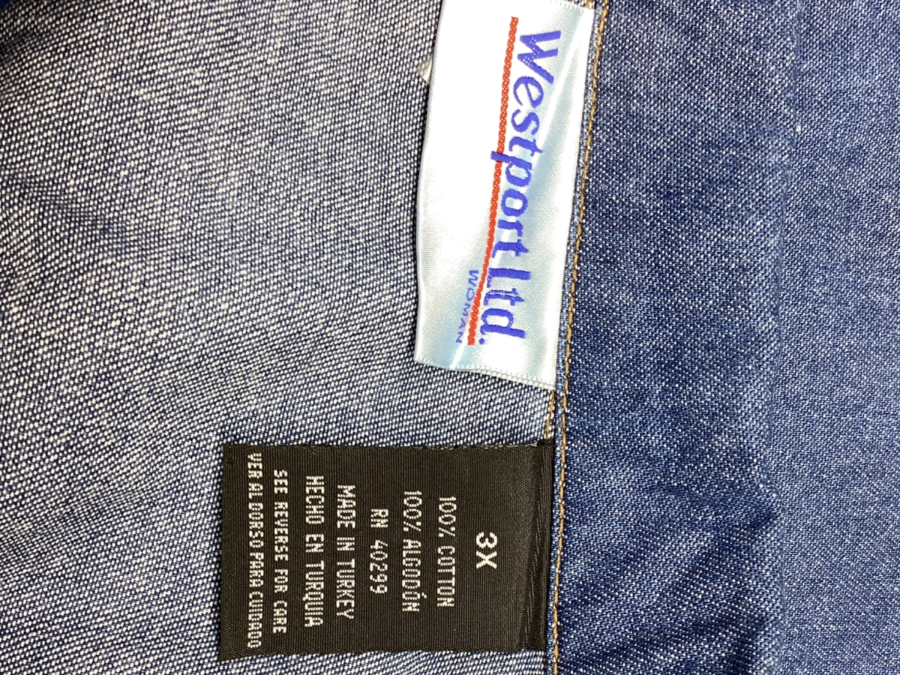 Westport Ltd.
WOMAN
3X
100% COTTON
100% ALGODÓN
RN 40299
MADE IN TURKEY
HECHO EN TURQUIA
SEE REVERSE FOR CARE
VER AL DORSO PARA CUIDADO